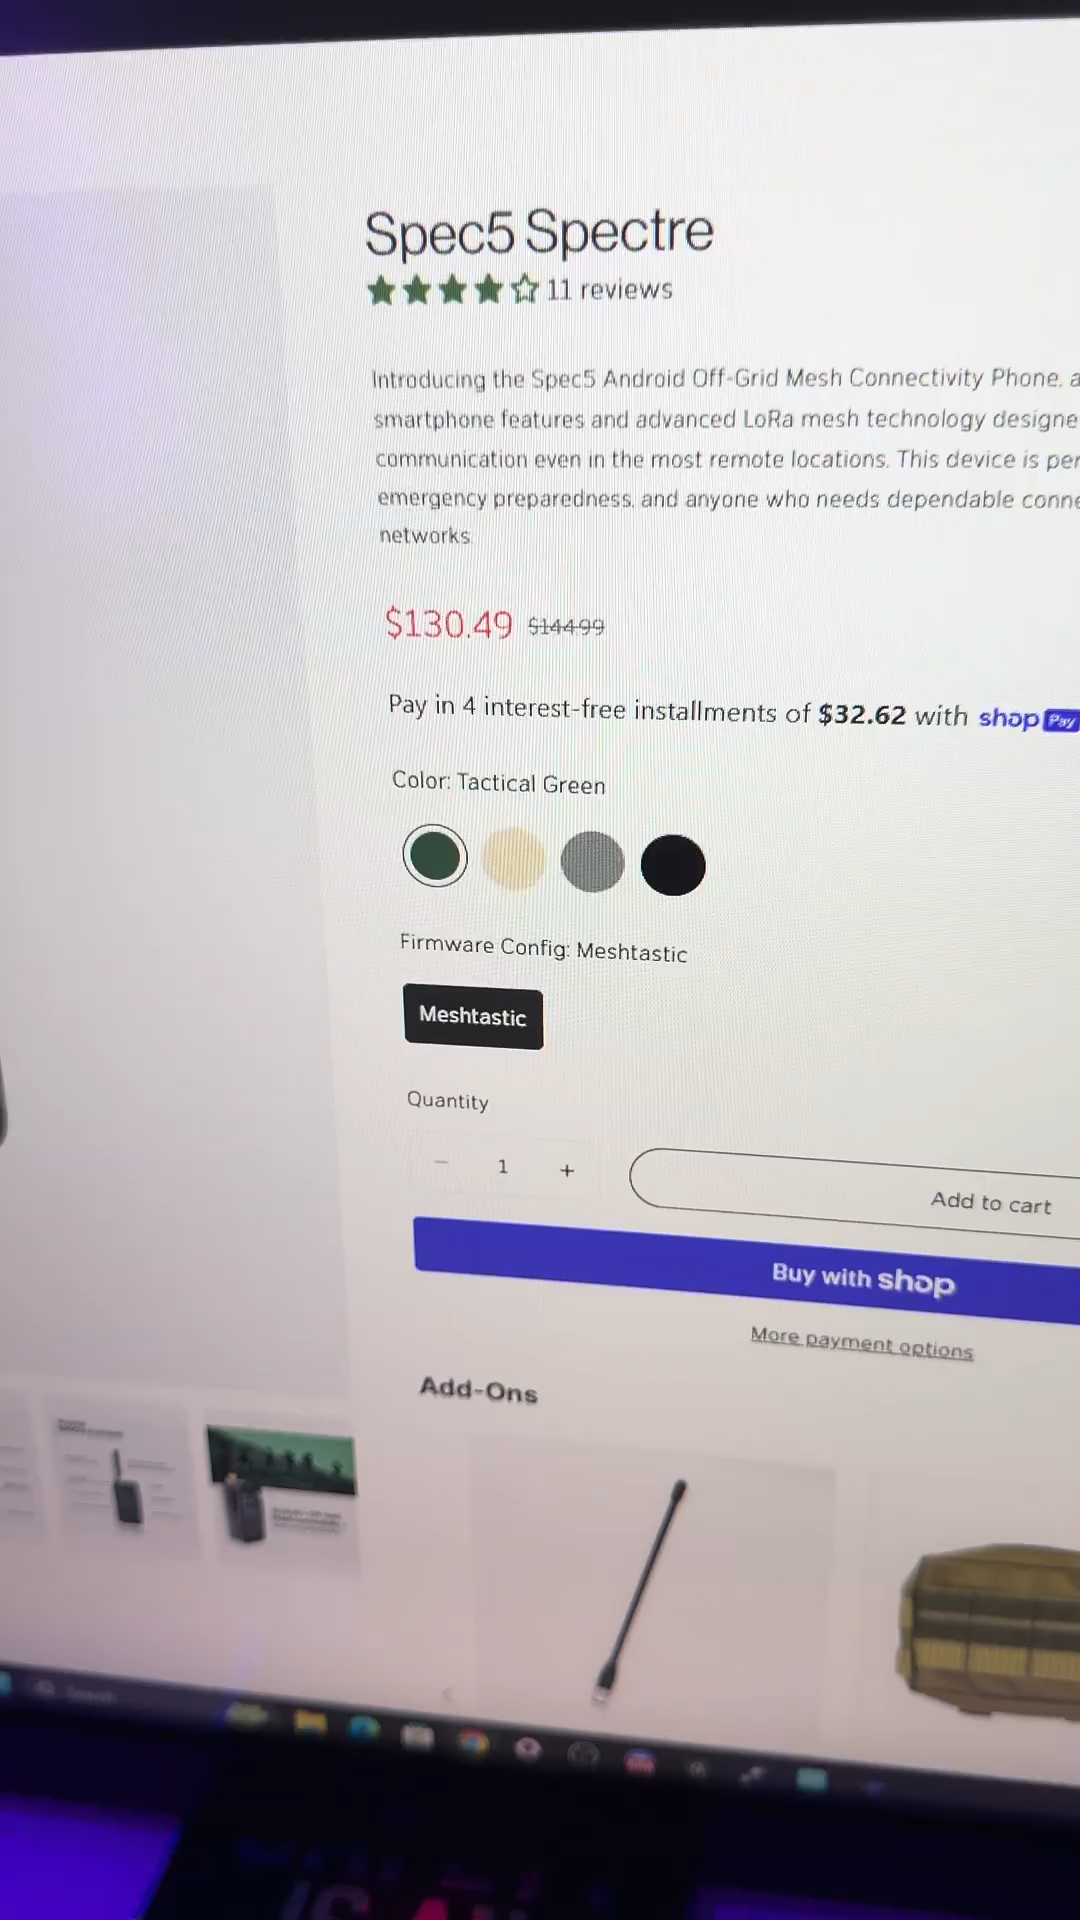 Spec5 Spectre
11 reviews
Introducing the Spec5 Android Off-Grid Mesh Connectivity Phone, a
smartphone features and advanced LoRa mesh technology designe
communication even in the most remote locations. This device is per
emergency preparedness, and anyone who needs dependable conne
networks.
$130.49 $144.99
Pay in 4 interest-free installments of $32.62 with shop Pay
Color: Tactical Green
Firmware Config: Meshtastic
Meshtastic
Quantity
− 1 +
Add to cart
Buy with shop
More payment options
Add-Ons
Search